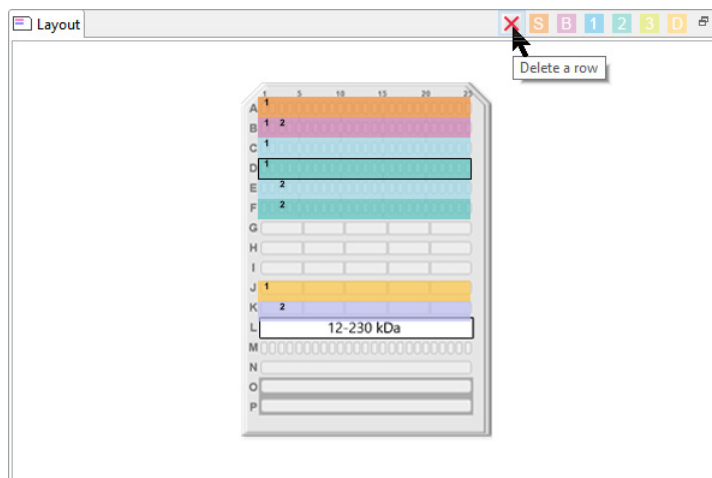 Layout
S B 1 2 3 D
Delete a row
1 5 10 15 20 25
A 1
B 1 2
C 1
D 1
E 2
F 2
G
H
I
J 1
K 2
L 12-230 kDa
M
N
O
P